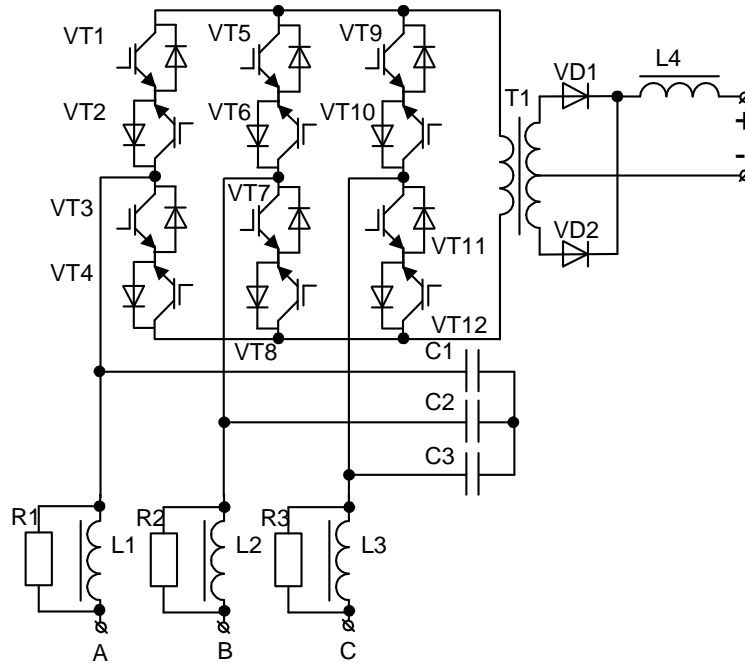 VT1 VT5 VT9
L4
VD1
T1
VT2 VT6 VT10
+
-
VT3 VT7
VD2
VT11
VT4
VT12
VT8
C1
C2
C3
R1 R2 R3
L1 L2 L3
A B C